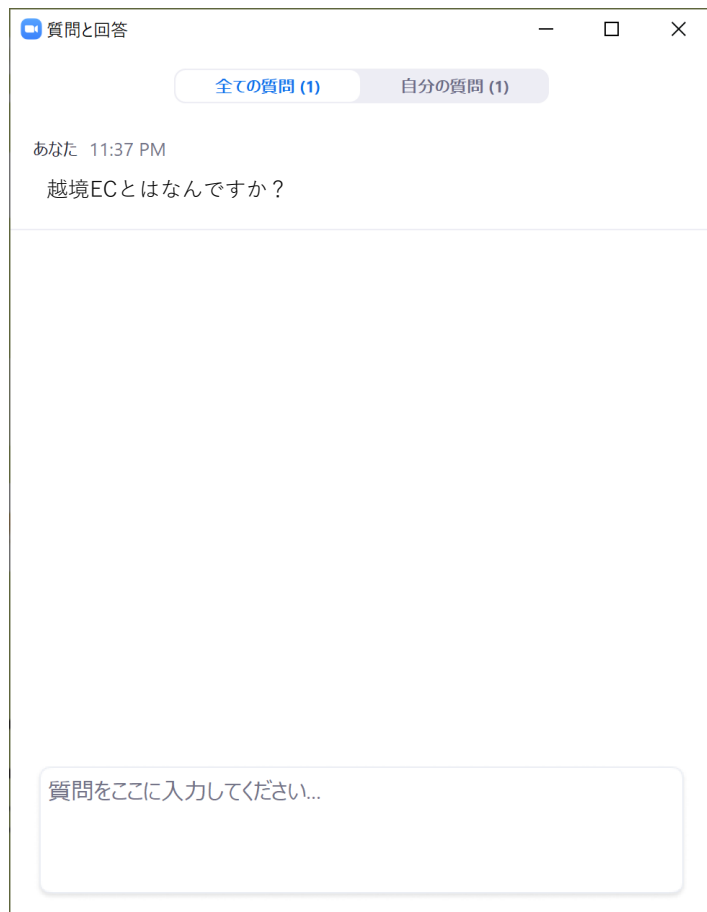 質問と回答
全ての質問 (1) 自分の質問 (1)
あなた 11:37 PM
越境ECとはなんですか？
質問をここに入力してください...